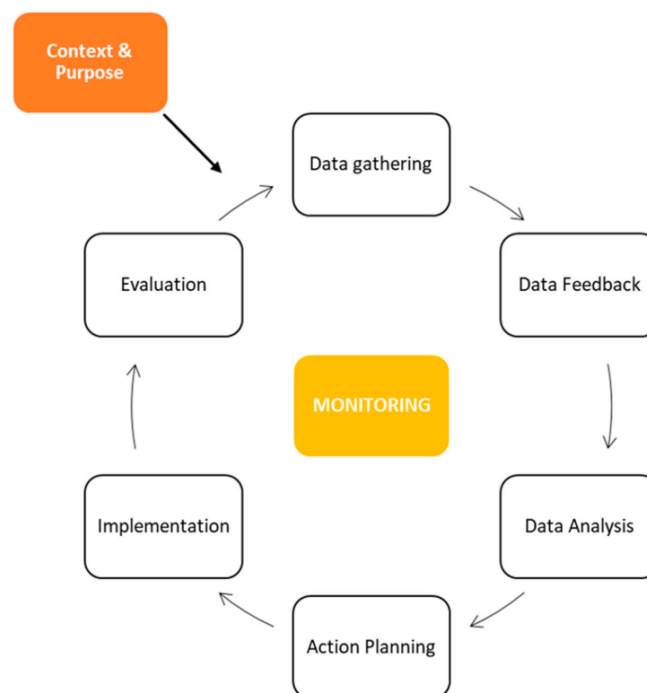 Context &
Purpose
Data gathering
Evaluation
Data Feedback
MONITORING
Implementation
Data Analysis
Action Planning